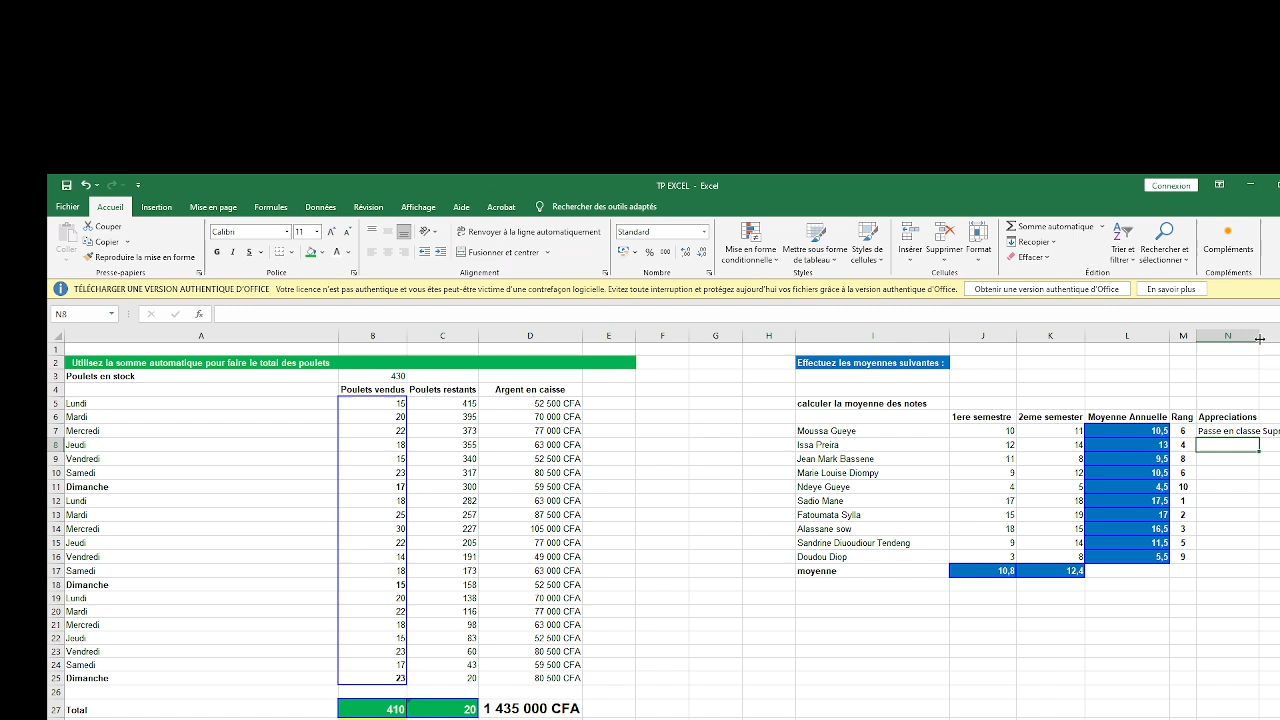 TP EXCEL - Excel
Connexion
Fichier Accueil Insertion Mise en page Formules Données Révision Affichage Aide Acrobat Rechercher des outils adaptés
Coller
Couper
Copier
Reproduire la mise en forme
Presse-papiers
Calibri 11
G I S
Police
Renvoyer à la ligne automatiquement
Fusionner et centrer
Alignement
Standard
% 000
Nombre
Mise en forme conditionnelle
Mettre sous forme de tableau
Styles de cellules
Styles
Insérer Supprimer Format
Cellules
Somme automatique
Recopier
Effacer
Trier et filtrer
Rechercher et sélectionner
Édition
Compléments
Compléments
TÉLÉCHARGER UNE VERSION AUTHENTIQUE D'OFFICE Votre licence n'est pas authentique et vous êtes peut-être victime d'une contrefaçon logicielle. Evitez toute interruption et protégez aujourd'hui vos fichiers grâce à la version authentique d'Office. Obtenir une version authentique d'Office En savoir plus
N8 fx
A B C D E F G H I J K L M N
1
2 Utilisez la somme automatique pour faire le total des poulets Effectuez les moyennes suivantes :
3 Poulets en stock 430
4 Poulets vendus Poulets restants Argent en caisse
5 Lundi 15 415 52 500 CFA calculer la moyenne des notes
6 Mardi 20 395 70 000 CFA 1ere semestre 2eme semester Moyenne Annuelle Rang Appreciations
7 Mercredi 22 373 77 000 CFA Moussa Gueye 10 11 10,5 6 Passe en classe Supr
8 Jeudi 18 355 63 000 CFA Issa Preira 12 14 13 4
9 Vendredi 15 340 52 500 CFA Jean Mark Bassene 11 8 9,5 8
10 Samedi 23 317 80 500 CFA Marie Louise Diompy 9 12 10,5 6
11 Dimanche 17 300 59 500 CFA Ndeye Gueye 4 5 4,5 10
12 Lundi 18 282 63 000 CFA Sadio Mane 17 18 17,5 1
13 Mardi 25 257 87 500 CFA Fatoumata Sylla 15 19 17 2
14 Mercredi 30 227 105 000 CFA Alassane sow 18 15 16,5 3
15 Jeudi 22 205 77 000 CFA Sandrine Diuoudiour Tendeng 9 14 11,5 5
16 Vendredi 14 191 49 000 CFA Doudou Diop 3 8 5,5 9
17 Samedi 18 173 63 000 CFA moyenne 10,8 12,4
18 Dimanche 15 158 52 500 CFA
19 Lundi 20 138 70 000 CFA
20 Mardi 22 116 77 000 CFA
21 Mercredi 18 98 63 000 CFA
22 Jeudi 15 83 52 500 CFA
23 Vendredi 23 60 80 500 CFA
24 Samedi 17 43 59 500 CFA
25 Dimanche 23 20 80 500 CFA
26
27 Total 410 20 1 435 000 CFA